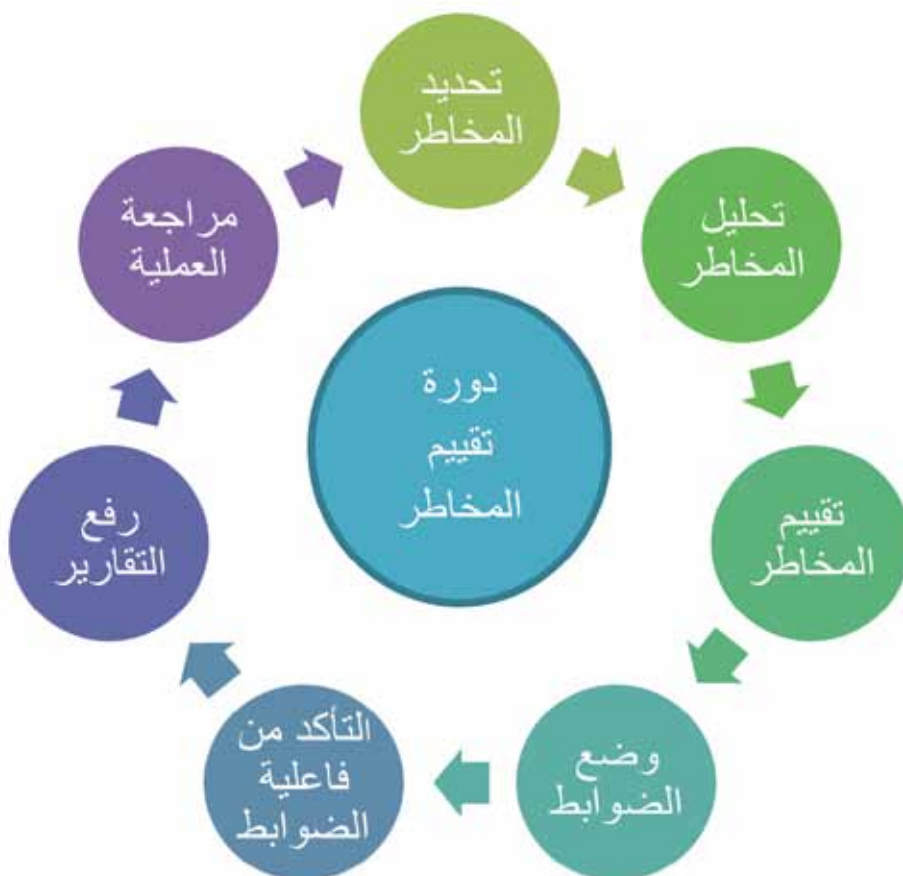 تحديد
المخاطر
تحليل
المخاطر
تقييم
المخاطر
وضع
الضوابط
التأكد من
فاعلية
الضوابط
رفع
التقارير
مراجعة
العملية
دورة
تقييم
المخاطر